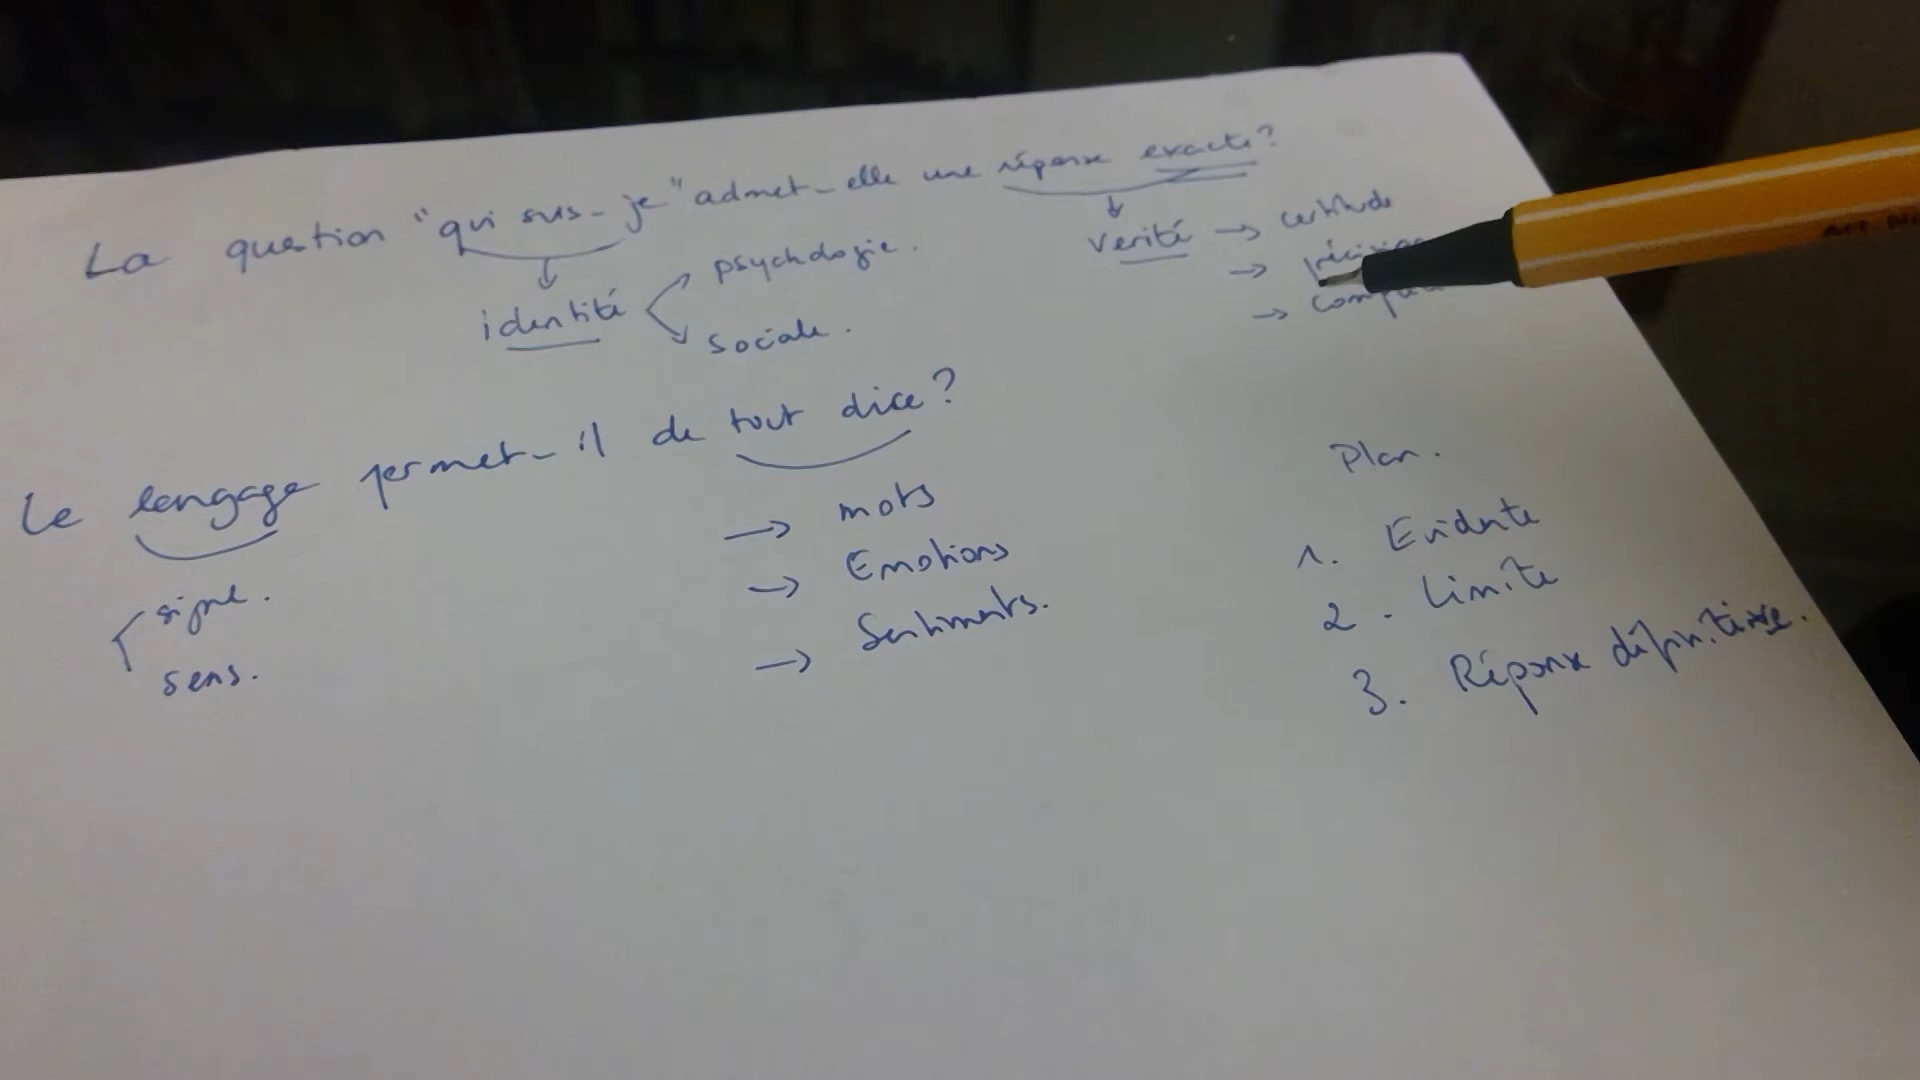 La question "qui suis-je" admet-elle une réponse exacte?
identité
psychologie.
sociale.
vérité → certitude
→
→
Le langage permet-il de tout dire?
signe.
sens.
→ mots
→ Emotions
→ Sentiments.
Plan.
1. Evidente
2. Limite
3. Réponse définitive.